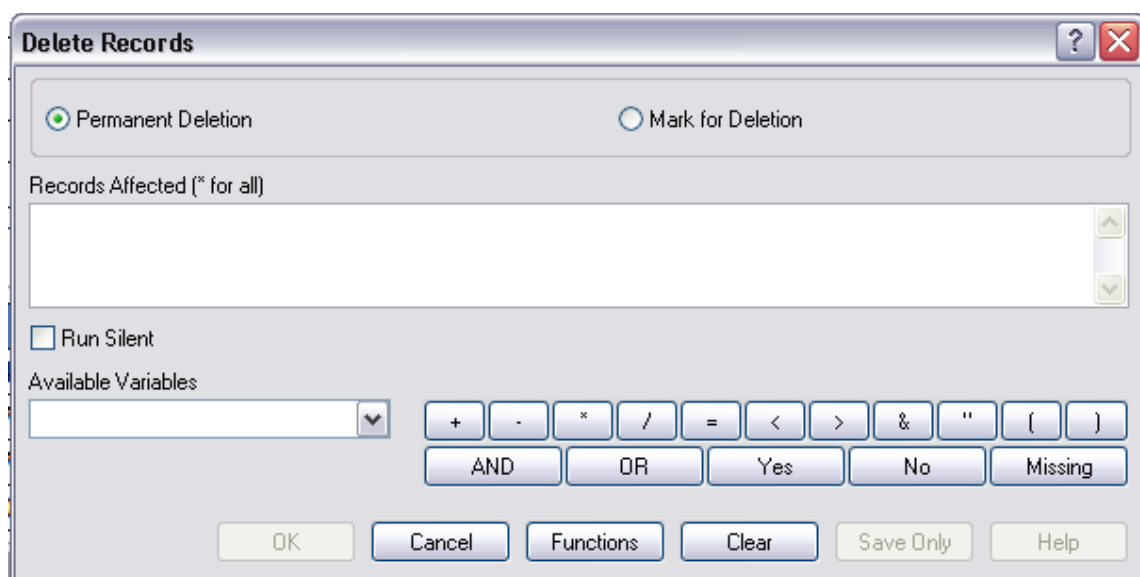 Delete Records ?
Permanent Deletion Mark for Deletion
Records Affected (* for all)
Run Silent
Available Variables
+ - * / = < > & " ( )
AND OR Yes No Missing
OK Cancel Functions Clear Save Only Help